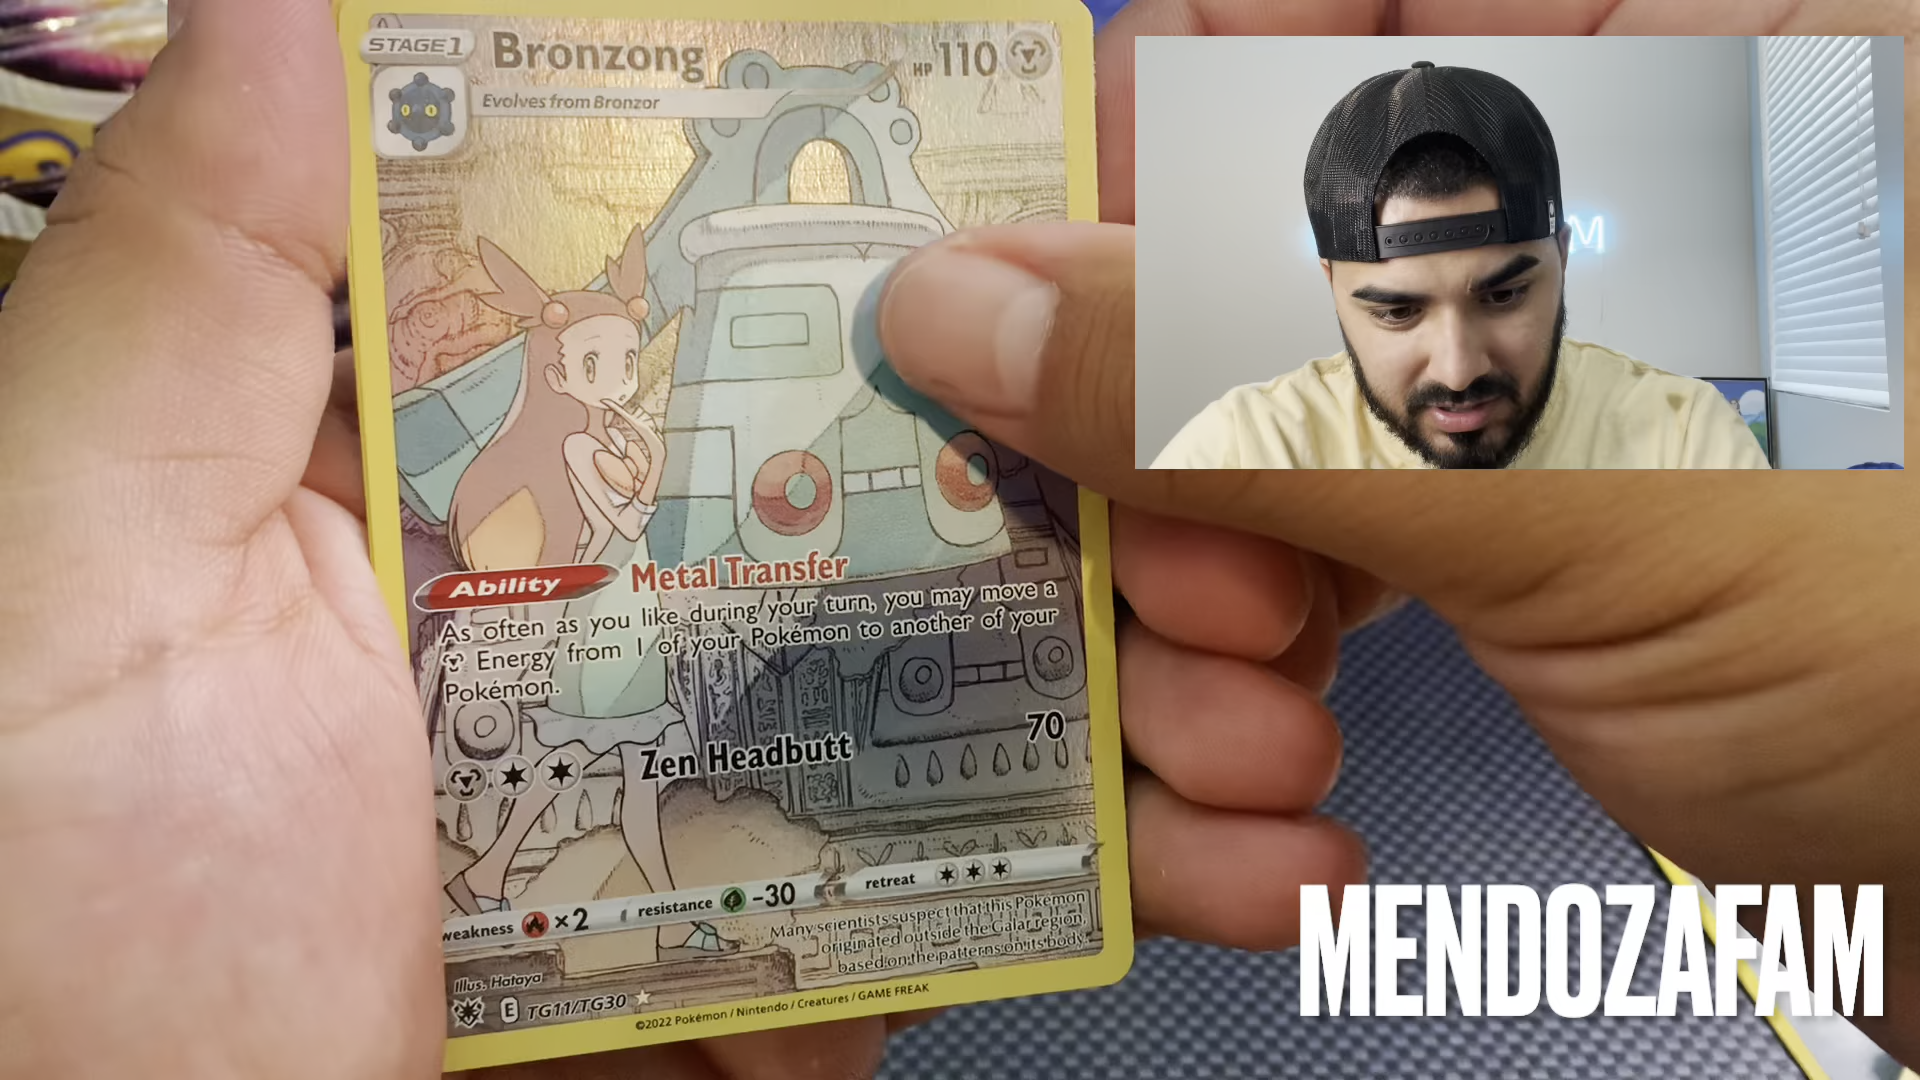 STAGE1
Bronzong
HP 110
Evolves from Bronzor
M
Ability Metal Transfer
As often as you like during your turn, you may move a
Energy from 1 of your Pokémon to another of your
Pokémon.
Zen Headbutt 70
weakness ×2 resistance -30 retreat
Many scientists suspect that this Pokémon
originated outside the Galar region,
based on the patterns on its body.
Illus. Hataya
E TG11/TG30
©2022 Pokémon / Nintendo / Creatures / GAME FREAK
MENDOZAFAM